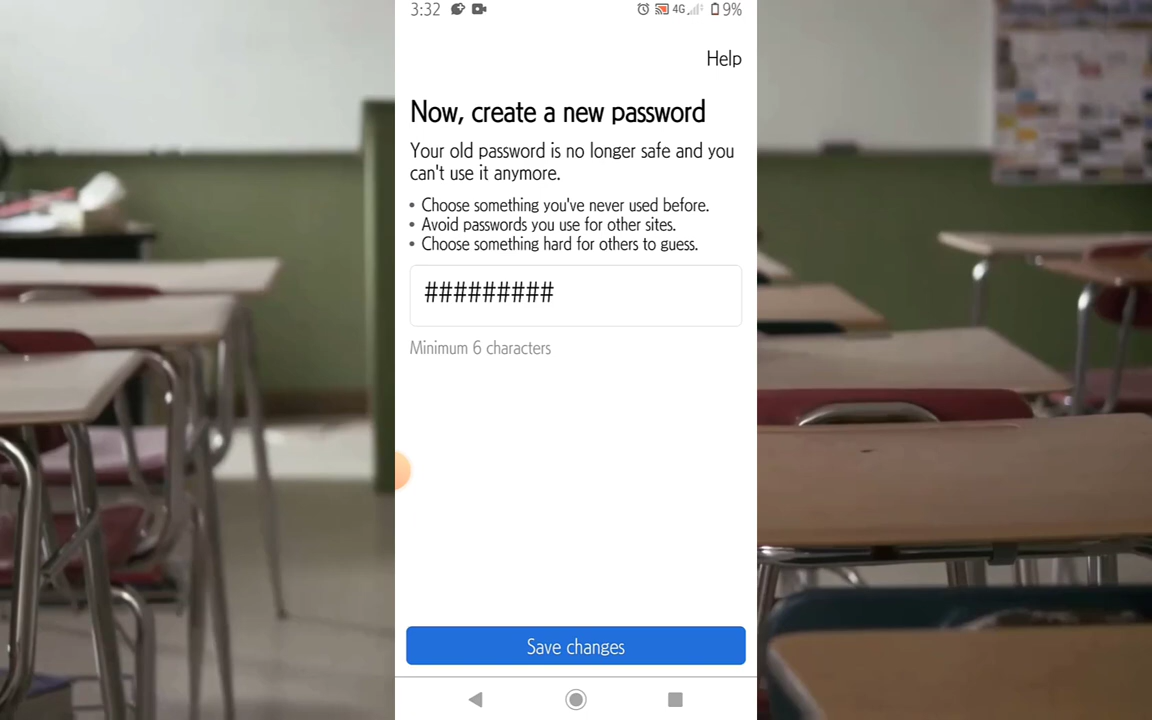 3:32 4G 9%
Help
Now, create a new password
Your old password is no longer safe and you
can't use it anymore.
• Choose something you've never used before.
• Avoid passwords you use for other sites.
• Choose something hard for others to guess.
#########
Minimum 6 characters
Save changes